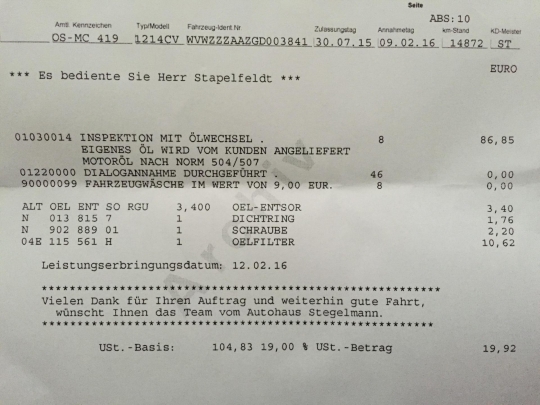 Seite
ABS: 10
Amtl. Kennzeichen Typ/Modell Fahrzeug-Ident.Nr. Zulassungstag Annahmetag km-Stand KD-Meister
OS-MC 419 1214CV WVWZZZAAZGD003841 30.07.15 09.02.16 14872 ST
EURO
*** Es bediente Sie Herr Stapelfeldt ***
01030014 INSPEKTION MIT ÖLWECHSEL . 8 86,85
EIGENES ÖL WIRD VOM KUNDEN ANGELIEFERT
MOTORÖL NACH NORM 504/507
01220000 DIALOGANNAHME DURCHGEFÜHRT . 46 0,00
90000099 FAHRZEUGWÄSCHE IM WERT VON 9,00 EUR. 8 0,00
ALT OEL ENT SO RGU 3,400 OEL-ENTSOR 3,40
N 013 815 7 1 DICHTRING 1,76
N 902 889 01 1 SCHRAUBE 2,20
04E 115 561 H 1 OELFILTER 10,62
Archiv
Leistungserbringungsdatum: 12.02.16
****************************************************************
Vielen Dank für Ihren Auftrag und weiterhin gute Fahrt,
wünscht Ihnen das Team vom Autohaus Stegelmann.
****************************************************************
USt.-Basis: 104,83 19,00 % USt.-Betrag 19,92